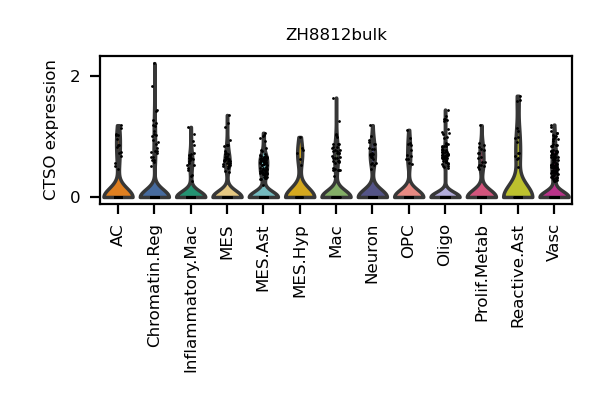 ZH8812bulk
CTSO expression
2
0
AC
Chromatin.Reg
Inflammatory.Mac
MES
MES.Ast
MES.Hyp
Mac
Neuron
OPC
Oligo
Prolif.Metab
Reactive.Ast
Vasc